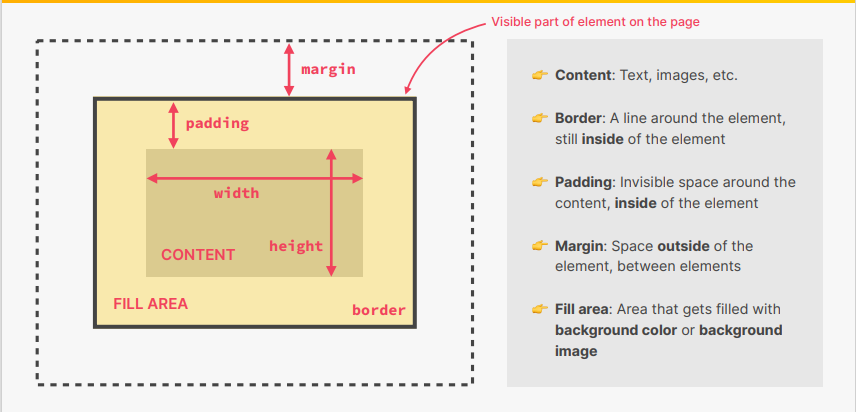 Visible part of element on the page
margin
padding
width
height
CONTENT
FILL AREA
border
👉 Content: Text, images, etc.
👉 Border: A line around the element,
still inside of the element
👉 Padding: Invisible space around the
content, inside of the element
👉 Margin: Space outside of the
element, between elements
👉 Fill area: Area that gets filled with
background color or background
image